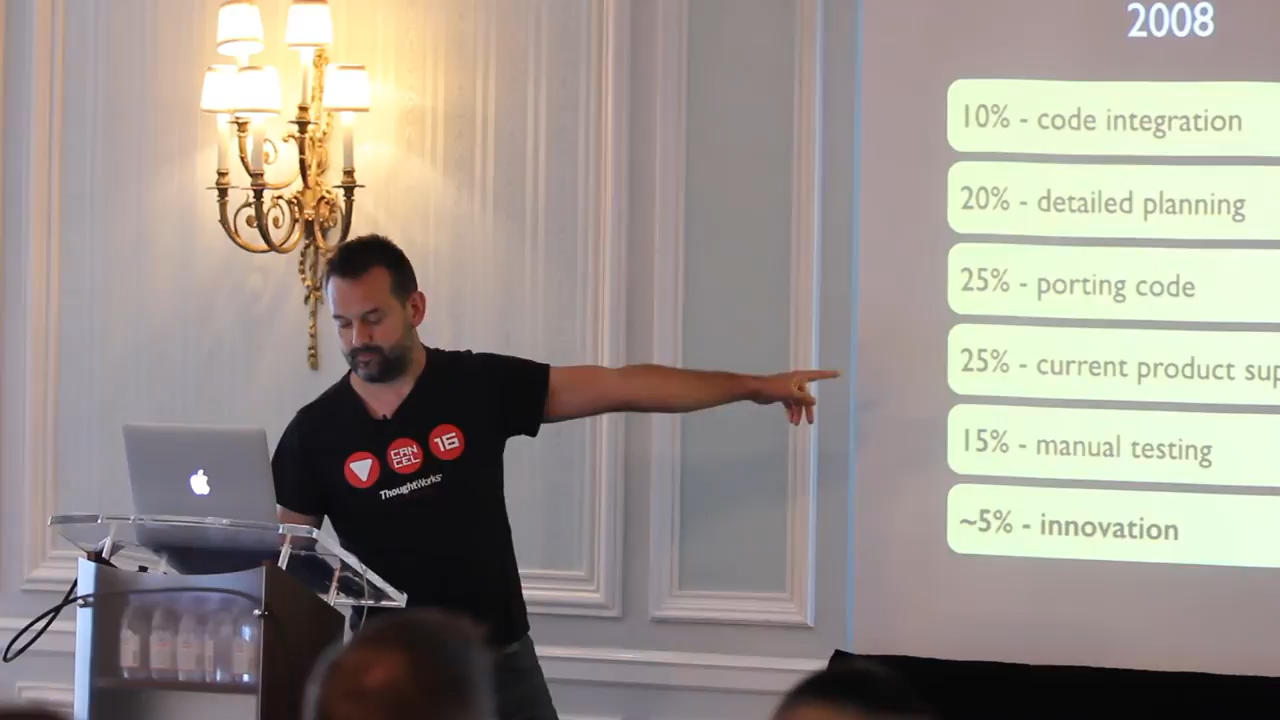 2008
10% - code integration
20% - detailed planning
25% - porting code
25% - current product
15% - manual testing
~5% - innovation
CAN
CEL
16
ThoughtWorks